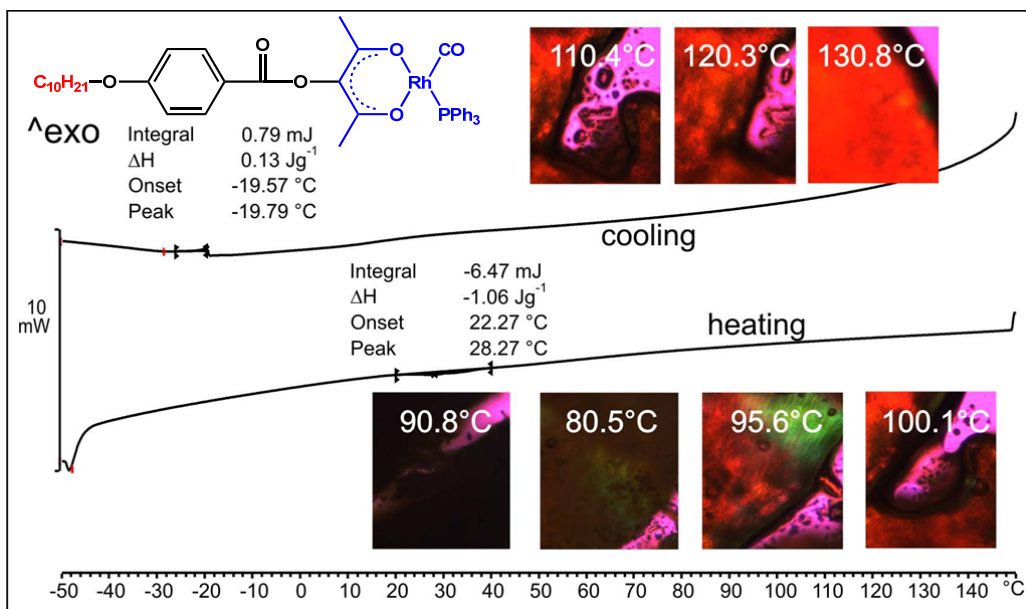 O
O
CO
C10H21
O
O
Rh
O
PPh3
^exo
Integral 0.79 mJ
ΔH 0.13 Jg-1
Onset -19.57 °C
Peak -19.79 °C
110.4°C
120.3°C
130.8°C
cooling
Integral -6.47 mJ
ΔH -1.06 Jg-1
Onset 22.27 °C
Peak 28.27 °C
10
mW
heating
90.8°C
80.5°C
95.6°C
100.1°C
-50 -40 -30 -20 -10 0 10 20 30 40 50 60 70 80 90 100 110 120 130 140 °C